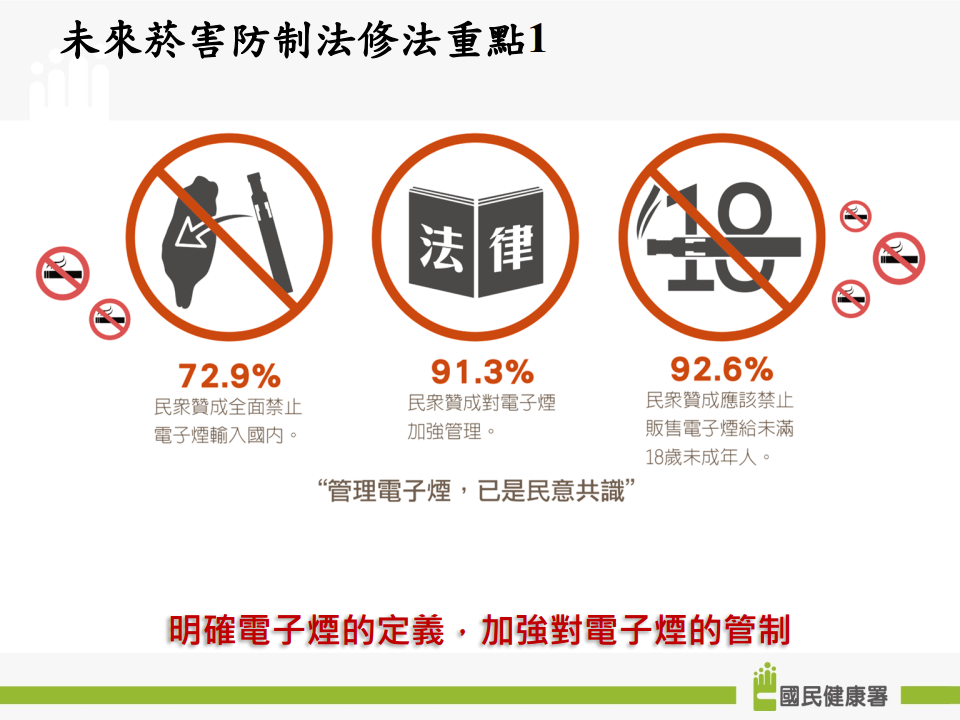 未來菸害防制法修法重點1
法律
18
72.9%
民眾贊成全面禁止
電子煙輸入國內。
91.3%
民眾贊成對電子煙
加強管理。
92.6%
民眾贊成應該禁止
販售電子煙給未滿
18歲未成年人。
“管理電子煙，已是民意共識”
明確電子煙的定義，加強對電子煙的管制
國民健康署